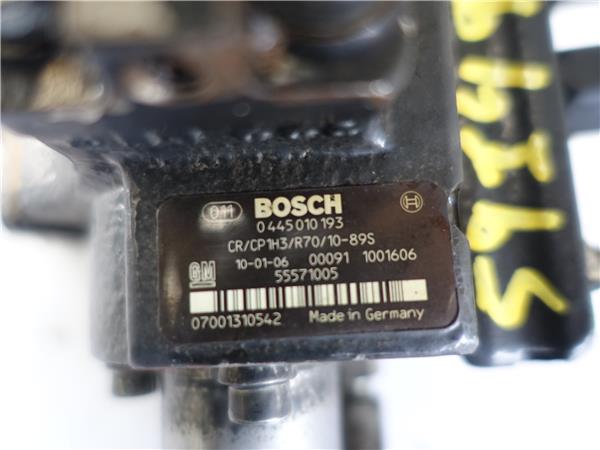 011 BOSCH
0 445 010 193
CR/CP1H3/R70/10-89S
GM 10-01-06 00091 1001606
55571005
07001310542 Made in Germany